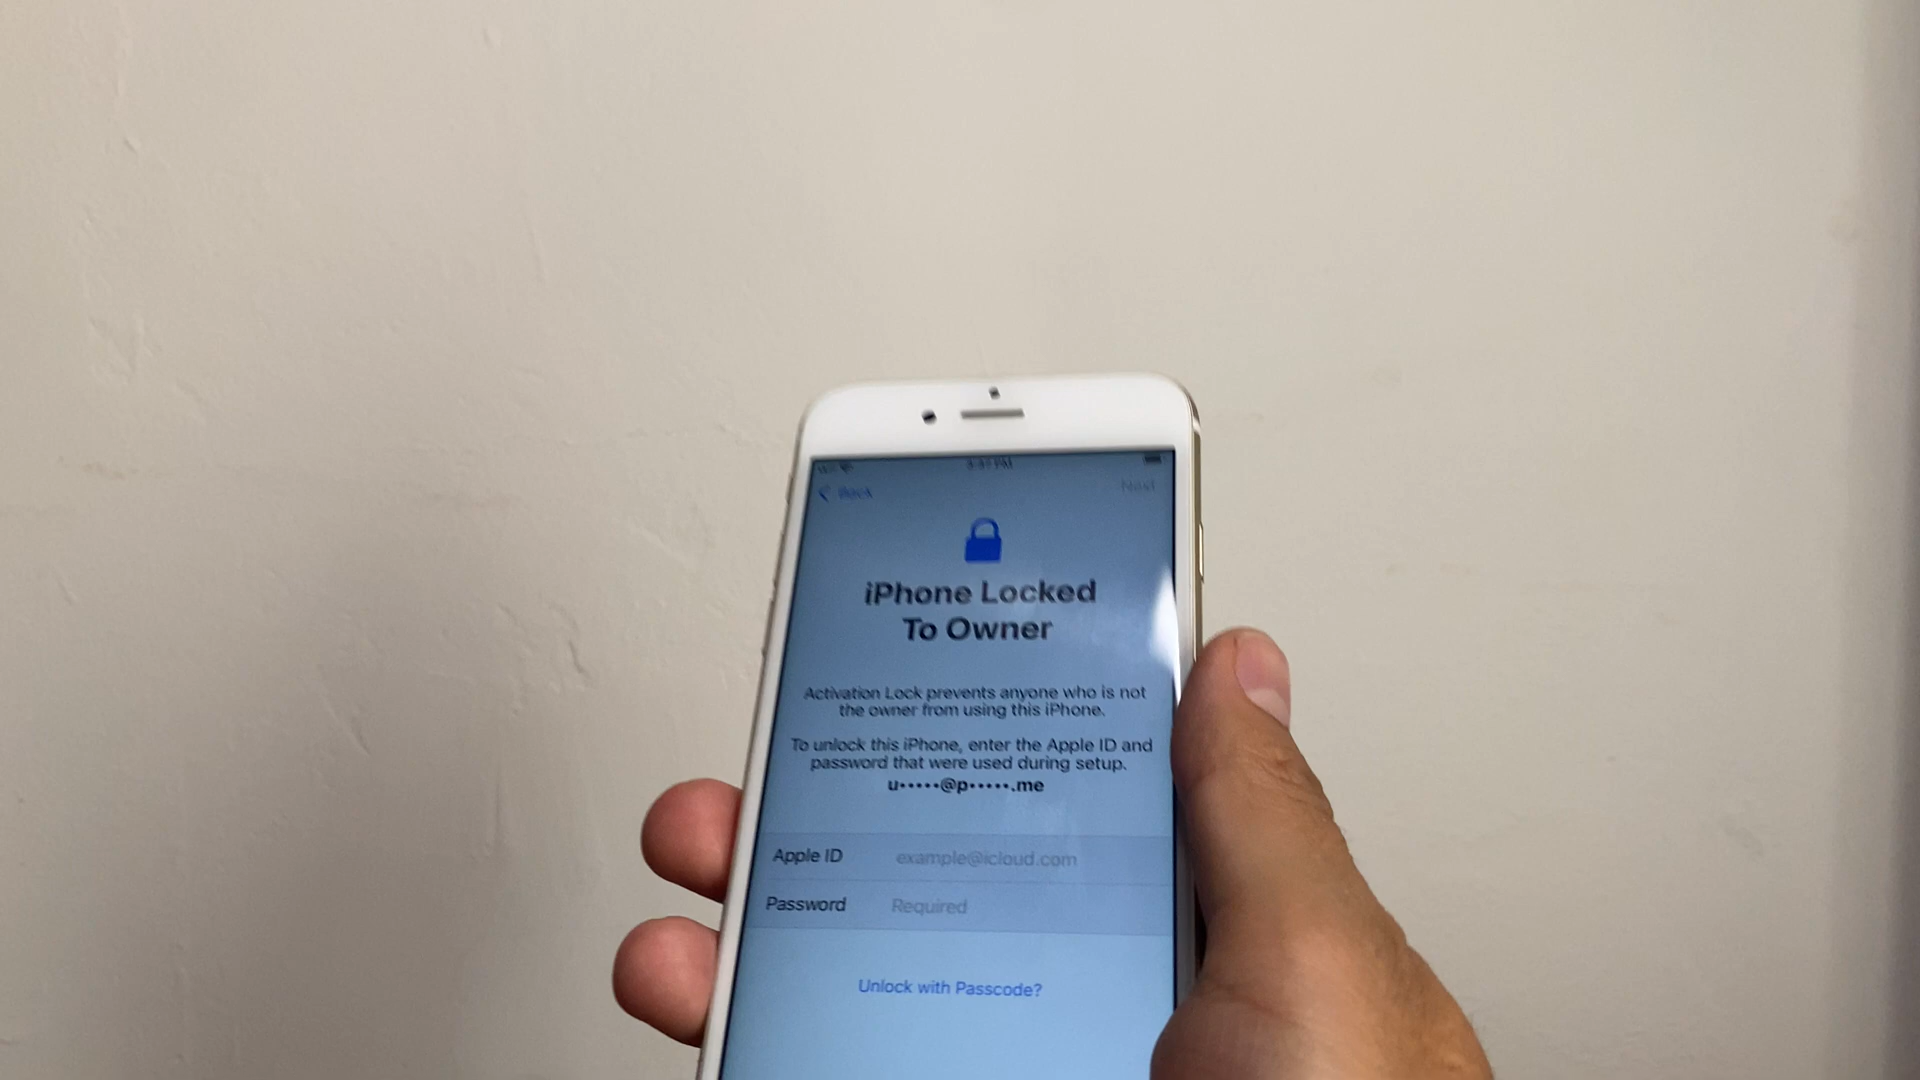 Back
Next
iPhone Locked
To Owner
Activation Lock prevents anyone who is not
the owner from using this iPhone.
To unlock this iPhone, enter the Apple ID and
password that were used during setup.
u•••••@p•••••.me
Apple ID example@icloud.com
Password Required
Unlock with Passcode?